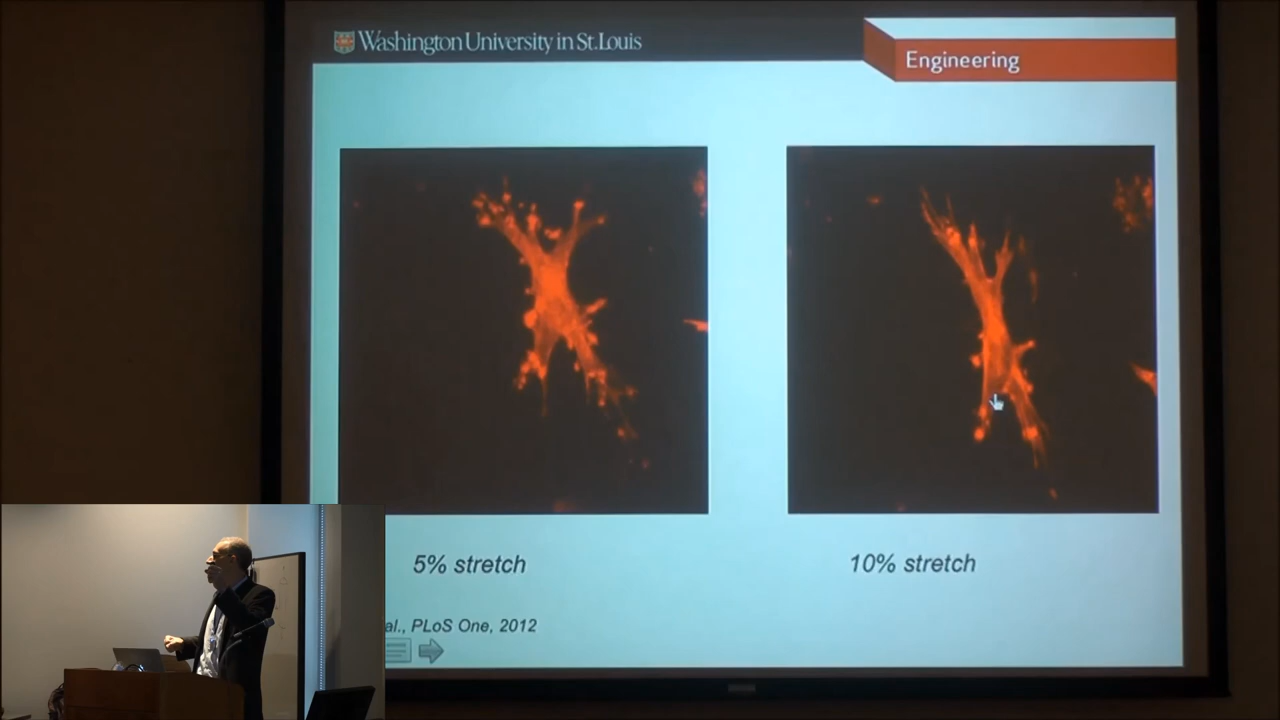 Washington University in St. Louis
Engineering
5% stretch
10% stretch
al., PLoS One, 2012